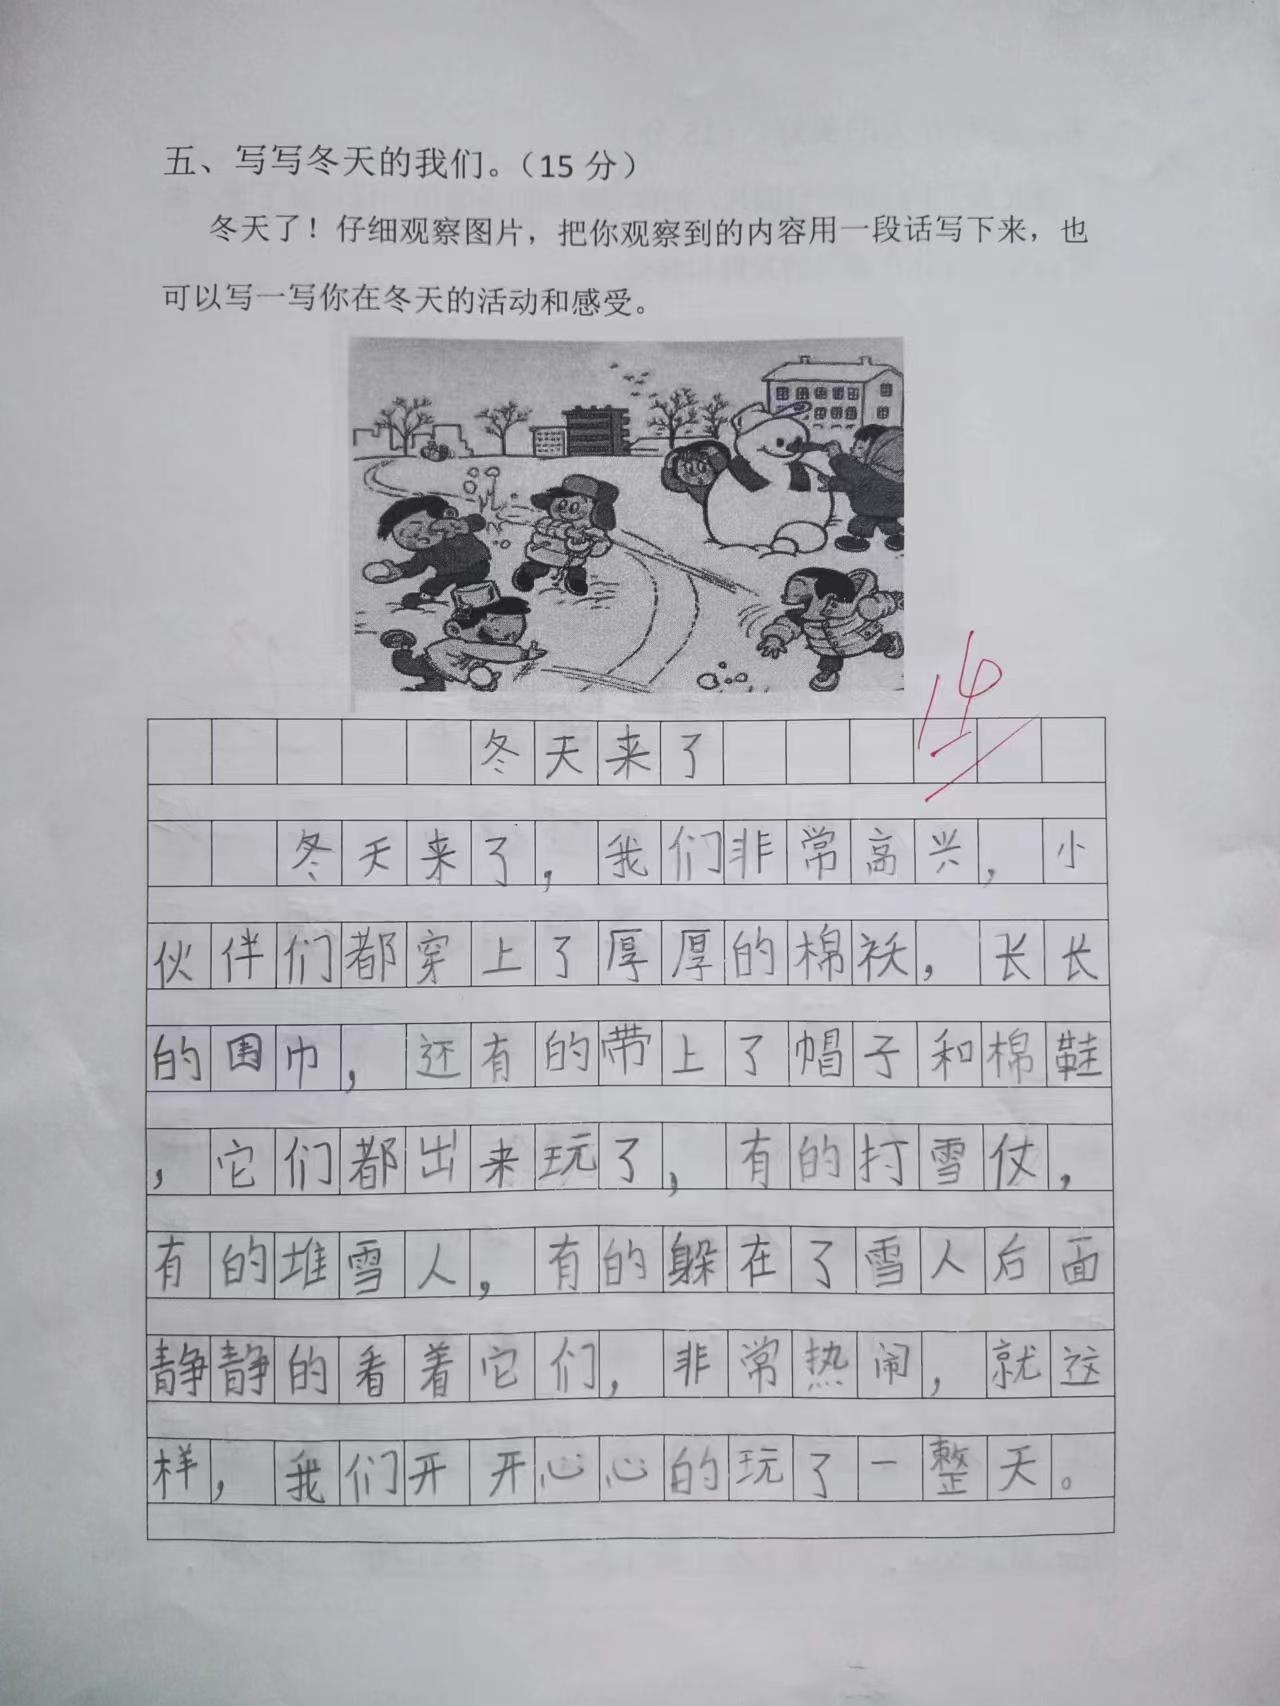 五、写写冬天的我们。（15 分）
冬天了！仔细观察图片，把你观察到的内容用一段话写下来，也
可以写一写你在冬天的活动和感受。
14
冬天来了
冬天来了，我们非常高兴，小
伙伴们都穿上了厚厚的棉袄，长长
的围巾，还有的带上了帽子和棉鞋
，它们都出来玩了，有的打雪仗，
有的堆雪人，有的躲在了雪人后面
静静的看着它们，非常热闹，就这
样，我们开开心心的玩了一整天。